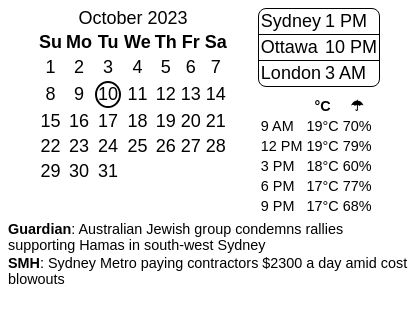 October 2023
Su Mo Tu We Th Fr Sa
1 2 3 4 5 6 7
8 9 10 11 12 13 14
15 16 17 18 19 20 21
22 23 24 25 26 27 28
29 30 31
Sydney 1 PM
Ottawa 10 PM
London 3 AM
°C ☂
9 AM 19°C 70%
12 PM 19°C 79%
3 PM 18°C 60%
6 PM 17°C 77%
9 PM 17°C 68%
Guardian: Australian Jewish group condemns rallies
supporting Hamas in south-west Sydney
SMH: Sydney Metro paying contractors $2300 a day amid cost
blowouts